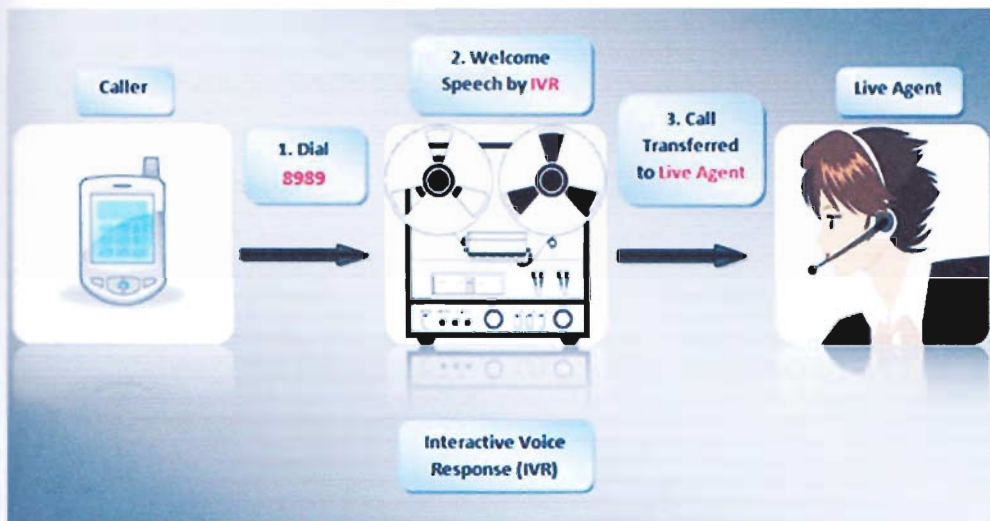 Caller
1. Dial
8989
2. Welcome
Speech by IVR
3. Call
Transferred
to Live Agent
Live Agent
Interactive Voice
Response (IVR)